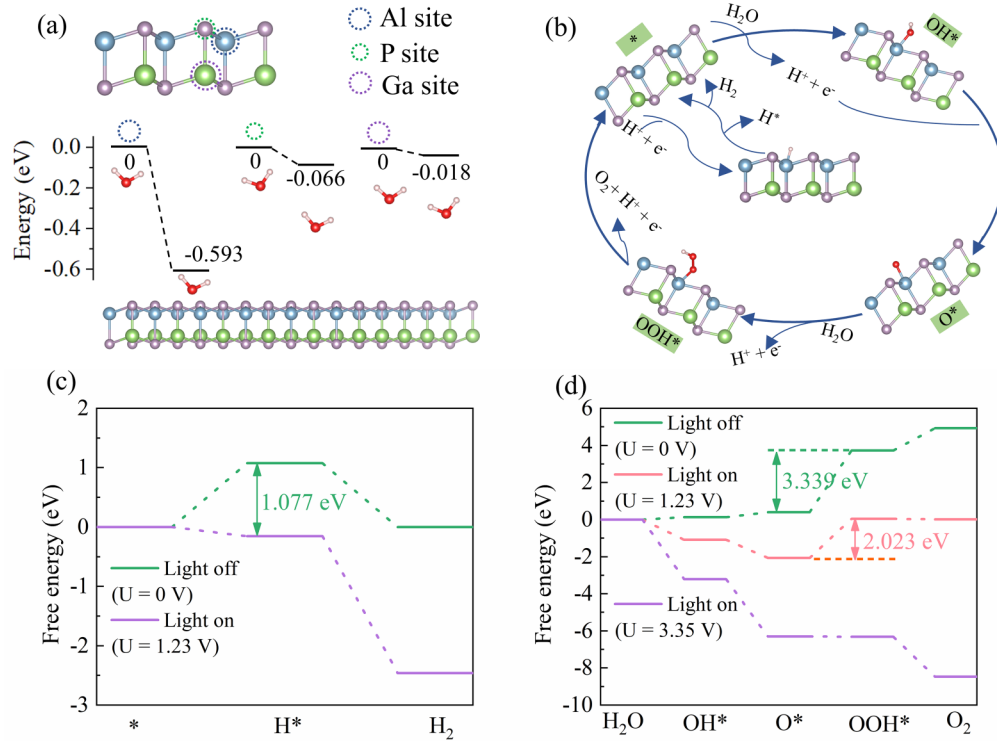 (a)
Al site
P site
Ga site
Energy (eV)
0.0
-0.2
-0.4
-0.6
0
-0.593
0
-0.066
0
-0.018
(b)
*
H₂O
OH*
H⁺+ e⁻
H₂
H*
H⁺+ e⁻
O₂+ H⁺+ e⁻
OOH*
H₂O
H⁺+ e⁻
O*
(c)
Free energy (eV)
2
1
0
-1
-2
-3
1.077 eV
Light off
(U = 0 V)
Light on
(U = 1.23 V)
*
H*
H₂
(d)
Free energy (eV)
6
4
2
0
-2
-4
-6
-8
-10
Light off
(U = 0 V)
Light on
(U = 1.23 V)
3.339 eV
2.023 eV
Light on
(U = 3.35 V)
H₂O
OH*
O*
OOH*
O₂